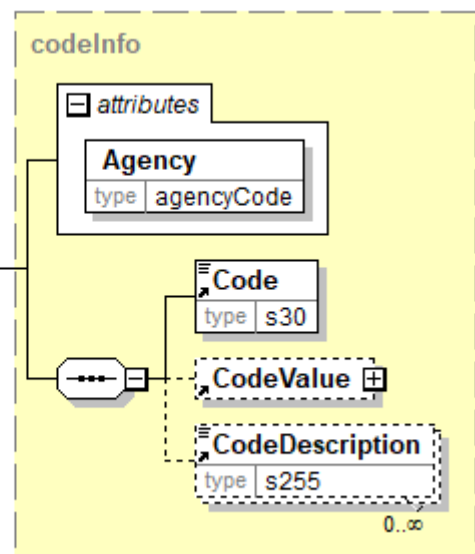 codeInfo
attributes
Agency
type agencyCode
Code
type s30
CodeValue
CodeDescription
type s255
0..∞